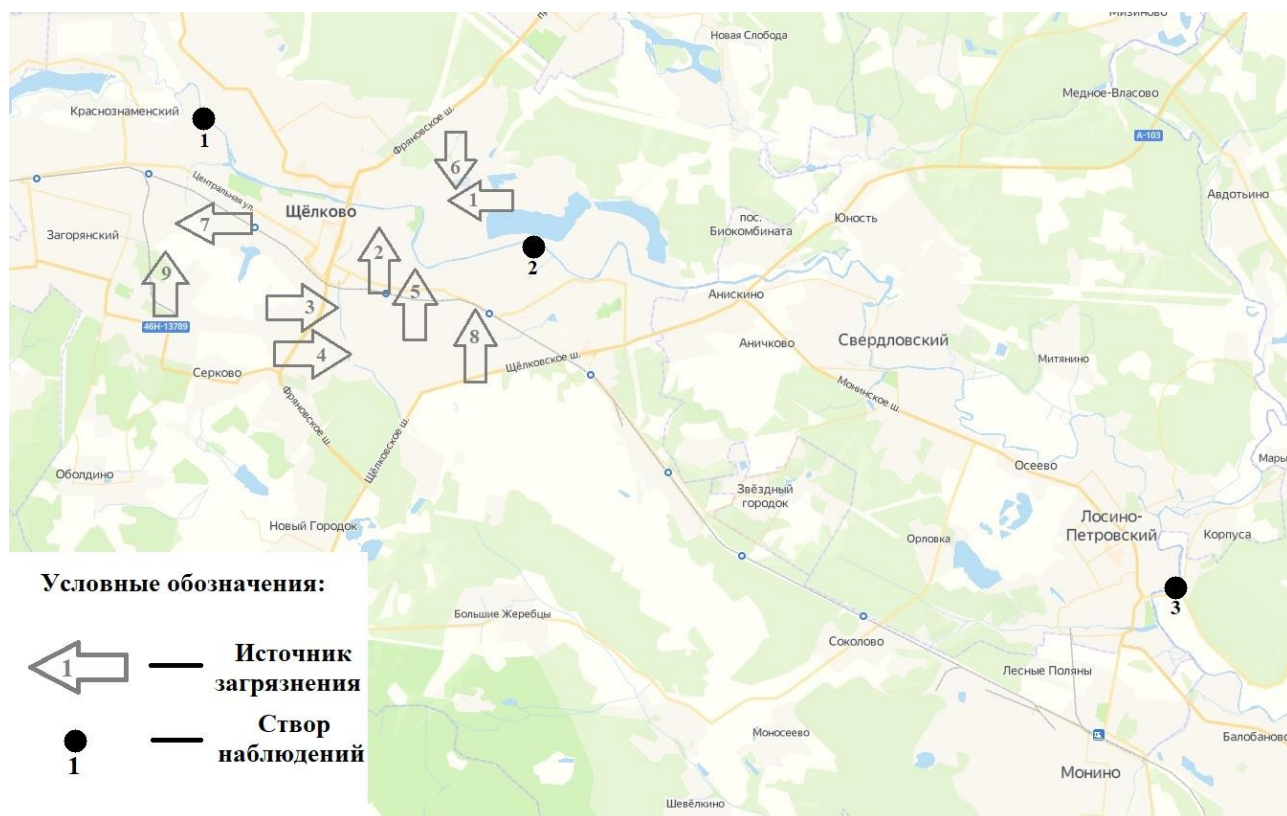 Мизиново
Новая Слобода
Медное-Власово
Краснознаменский
1
Фряновское ш.
А-103
6
Центральная ул.
1
Авдотьино
Щёлково
7
Юность
пос.
Биокомбината
Загорянский
2
2
9
5
Анискино
3
46Н-13789
8
Аничково
Свердловский
4
Щёлковское ш.
Митянино
Серково
Монинское ш.
Фряновское ш.
Щёлковское ш.
Осеево
Оболдино
Звёздный
городок
Лосино-
Петровский
Новый Городок
Орловка
Корпуса
3
Условные обозначения:
Большие Жеребцы
Соколово
1 — Источник
загрязнения
Лесные Поляны
Створ
— наблюдений
1
Моносеево
Балобаново
Монино
Шевёлкино